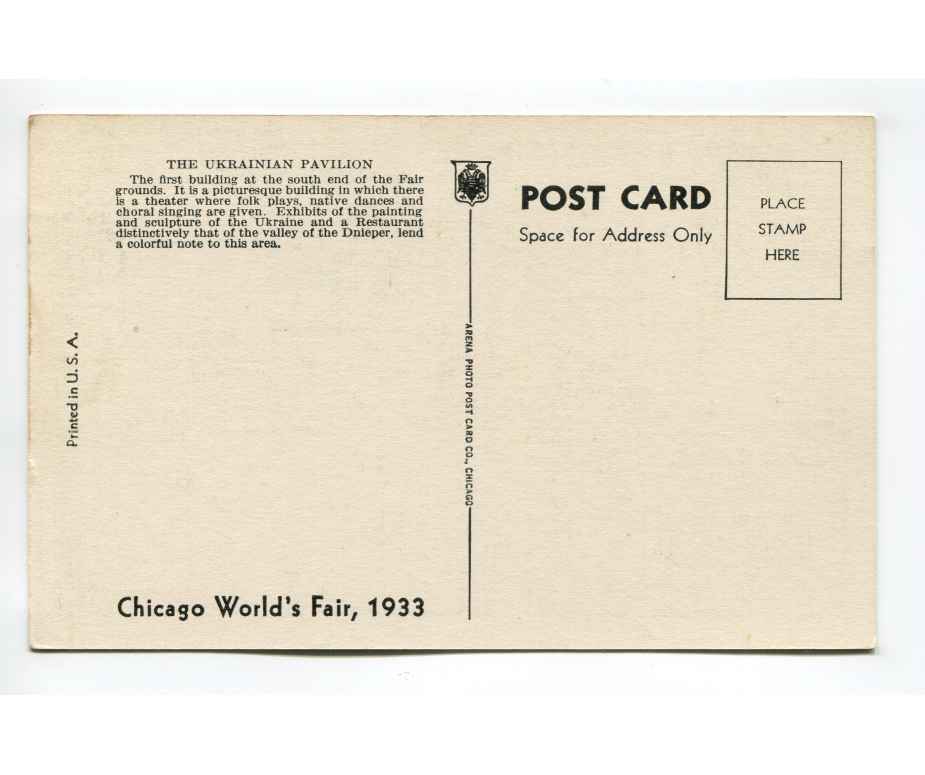 THE UKRAINIAN PAVILION
The first building at the south end of the Fair
grounds. It is a picturesque building in which there
is a theater where folk plays, native dances and
choral singing are given. Exhibits of the painting
and sculpture of the Ukraine and a Restaurant
distinctively that of the valley of the Dnieper, lend
a colorful note to this area.
Printed in U. S. A.
Chicago World's Fair, 1933
ARENA PHOTO POST CARD CO., CHICAGO
POST CARD
Space for Address Only
PLACE
STAMP
HERE